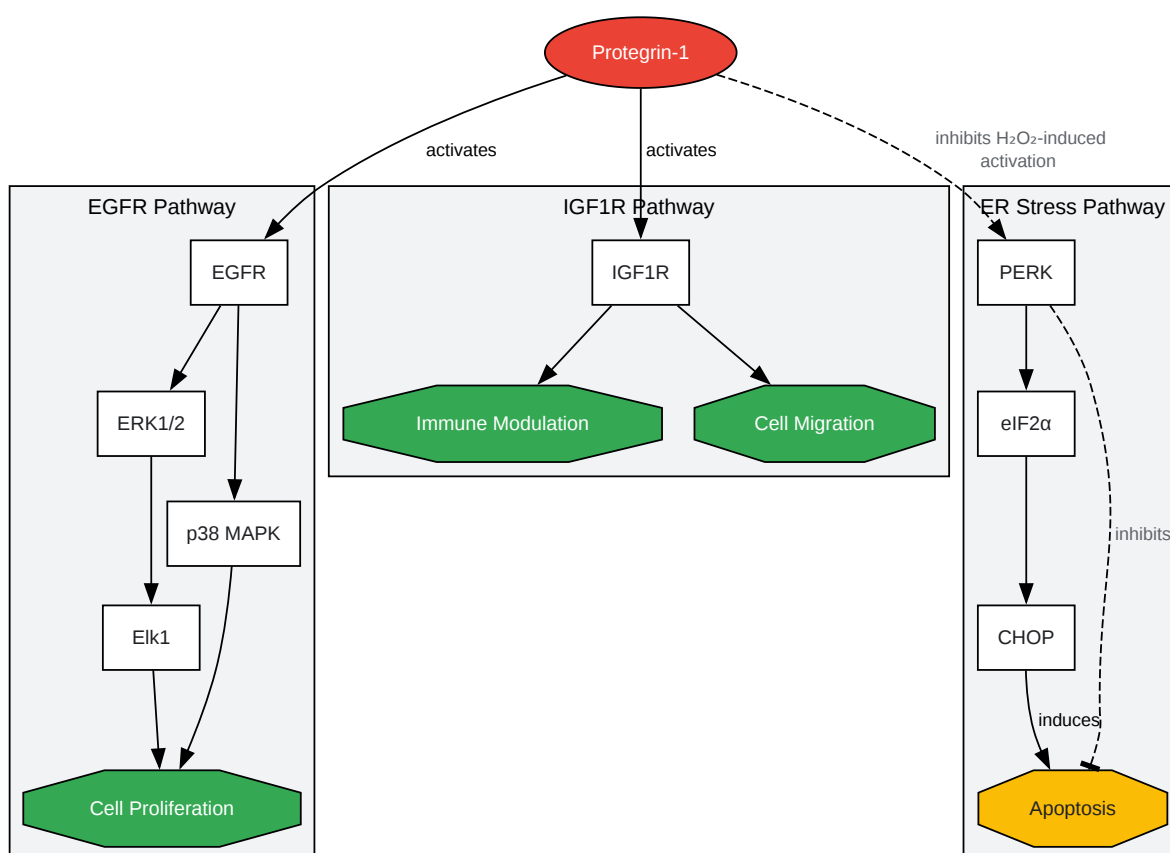 Protegrin-1
activates
activates
inhibits H₂O₂-induced
activation
EGFR Pathway
IGF1R Pathway
ER Stress Pathway
EGFR
IGF1R
PERK
ERK1/2
Immune Modulation
Cell Migration
eIF2α
p38 MAPK
inhibits
Elk1
CHOP
induces
Cell Proliferation
Apoptosis